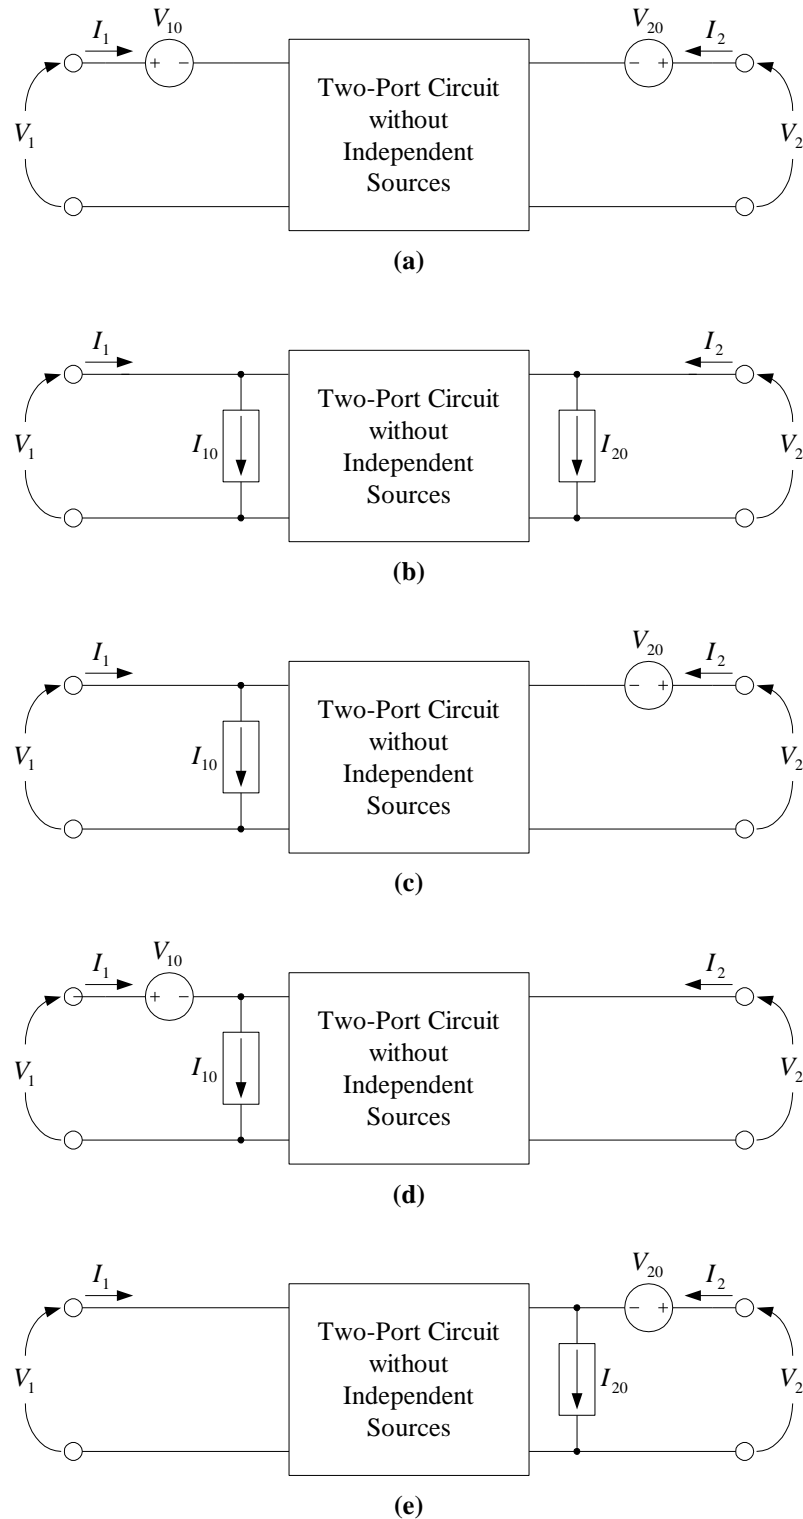 I1 V10 V20 I2
+ − − +
Two-Port Circuit
without
Independent
Sources
V1 V2
(a)
I1 I2
Two-Port Circuit
without
Independent
Sources
V1 I10 I20 V2
(b)
I1 V20 I2
− +
Two-Port Circuit
without
Independent
Sources
V1 I10 V2
(c)
I1 V10 I2
+ −
Two-Port Circuit
without
Independent
Sources
V1 I10 V2
(d)
I1 V20 I2
− +
Two-Port Circuit
without
Independent
Sources
V1 I20 V2
(e)